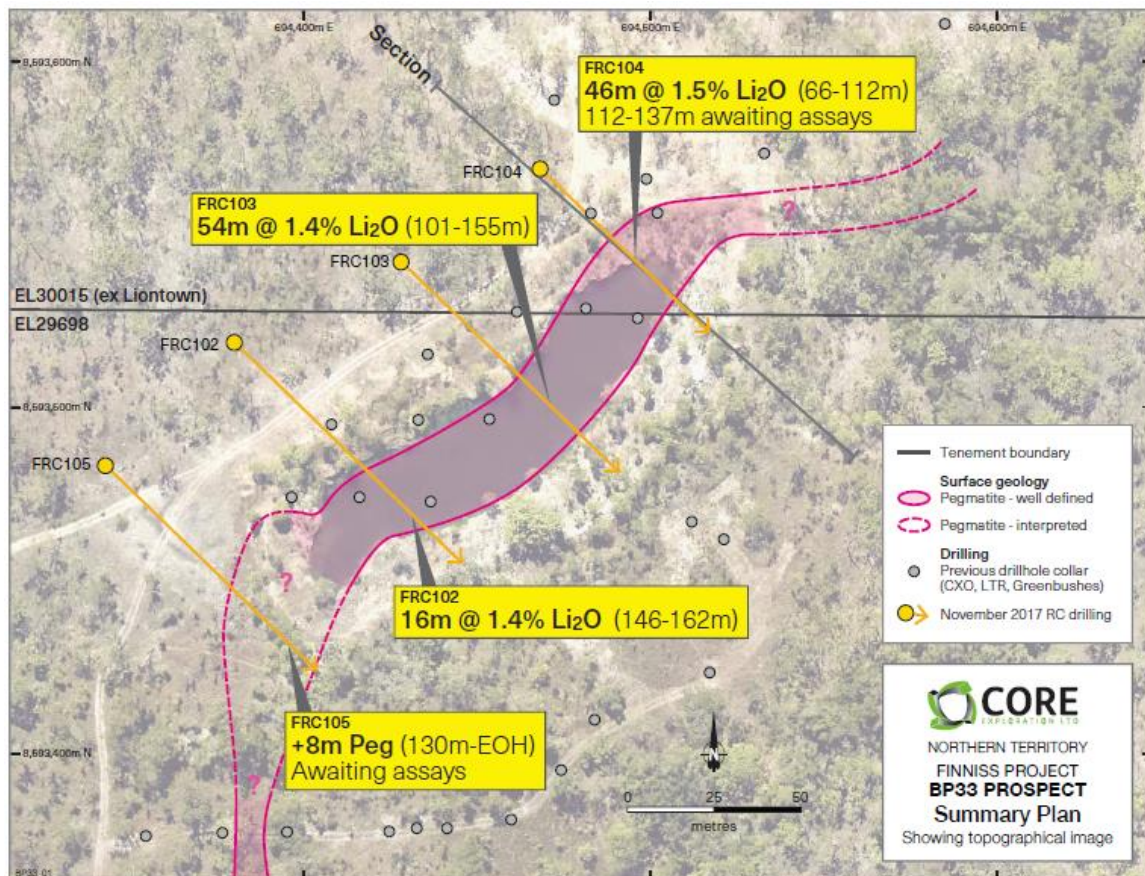 694,400m E
694,500m E
694,600m E
8,593,600m N
Section
FRC104
46m @ 1.5% Li₂O (66-112m)
112-137m awaiting assays
FRC104
FRC103
54m @ 1.4% Li₂O (101-155m)
FRC103
?
EL30015 (ex Liontown)
EL29698
FRC102
8,593,500m N
FRC105
Tenement boundary
Surface geology
Pegmatite - well defined
Pegmatite - interpreted
Drilling
Previous drillhole collar
(CXO, LTR, Greenbushes)
November 2017 RC drilling
?
FRC102
16m @ 1.4% Li₂O (146-162m)
FRC105
+8m Peg (130m-EOH)
Awaiting assays
8,593,400m N
?
N
0 25 50
metres
CORE
EXPLORATION LTD
NORTHERN TERRITORY
FINNISS PROJECT
BP33 PROSPECT
Summary Plan
Showing topographical image
BP33_01